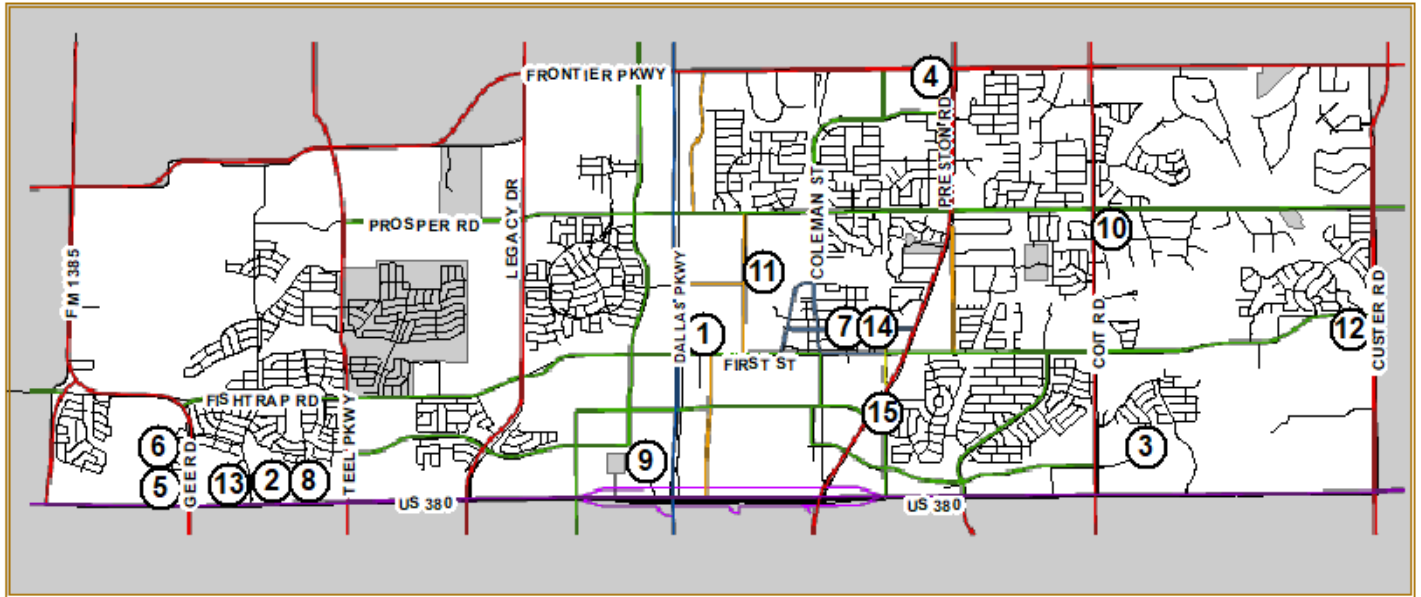 FRONTIER PKWY
4
PRESTON RD
LEGACY DR
COLEMAN ST
PROSPER RD
10
FM 1385
11
DALLAS PKWY
COIT RD
CUSTER RD
1
7
14
12
FIRST ST
FISHTRAP RD
TEEL PKWY
15
6
GEE RD
3
9
5
13
2
8
US 380
US 380